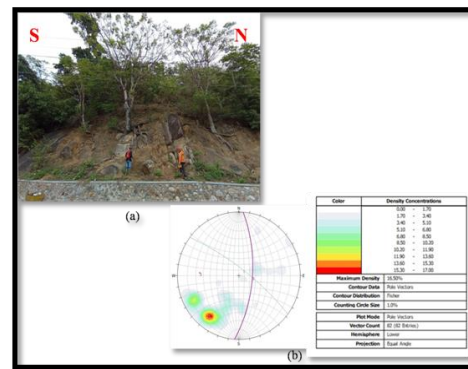 S N
(a)
N
W
E
S
(b)
Color Density Concentrations
0.00 - 1.70
1.70 - 3.40
3.40 - 5.10
5.10 - 6.80
6.80 - 8.50
8.50 - 10.20
10.20 - 11.90
11.90 - 13.60
13.60 - 15.30
15.30 - 17.00
Maximum Density 16.50%
Contour Data Pole Vectors
Contour Distribution Fisher
Counting Circle Size 1.0%
Plot Mode Pole Vectors
Vector Count 82 (82 Entries)
Hemisphere Lower
Projection Equal Angle